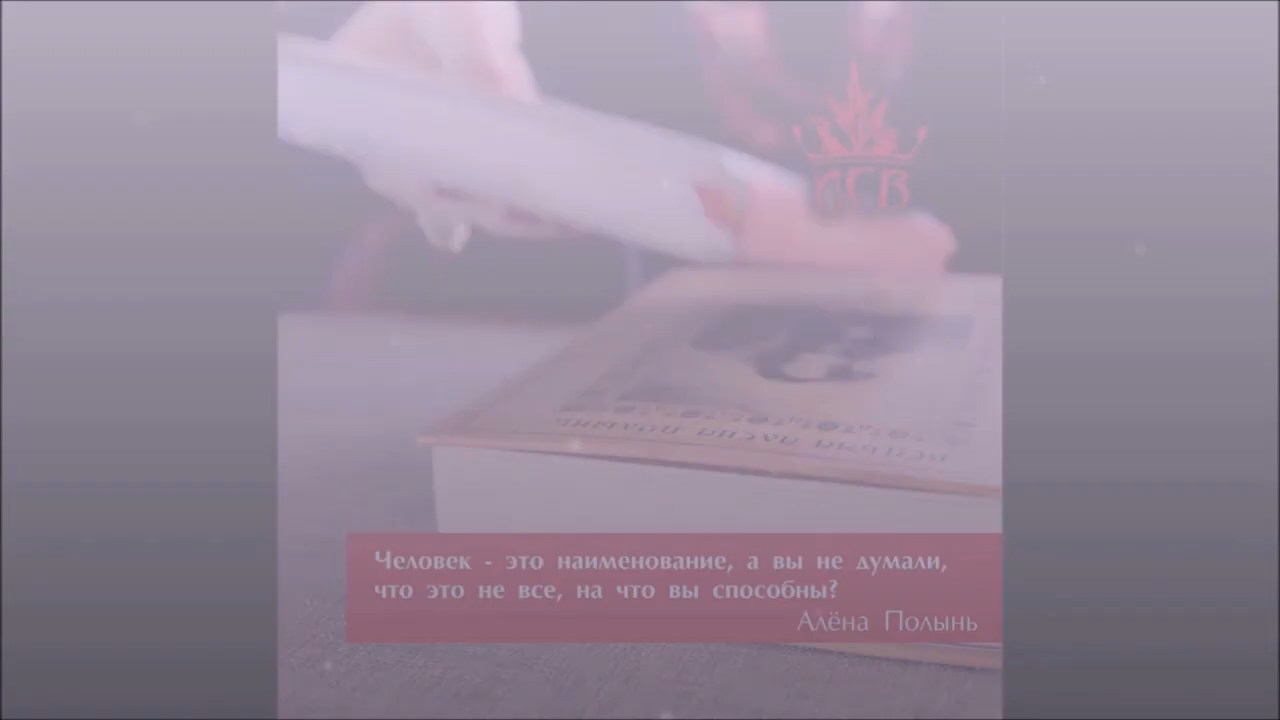 Человек - это наименование, а вы не думали,
что это не все, на что вы способны?
Алёна Полынь